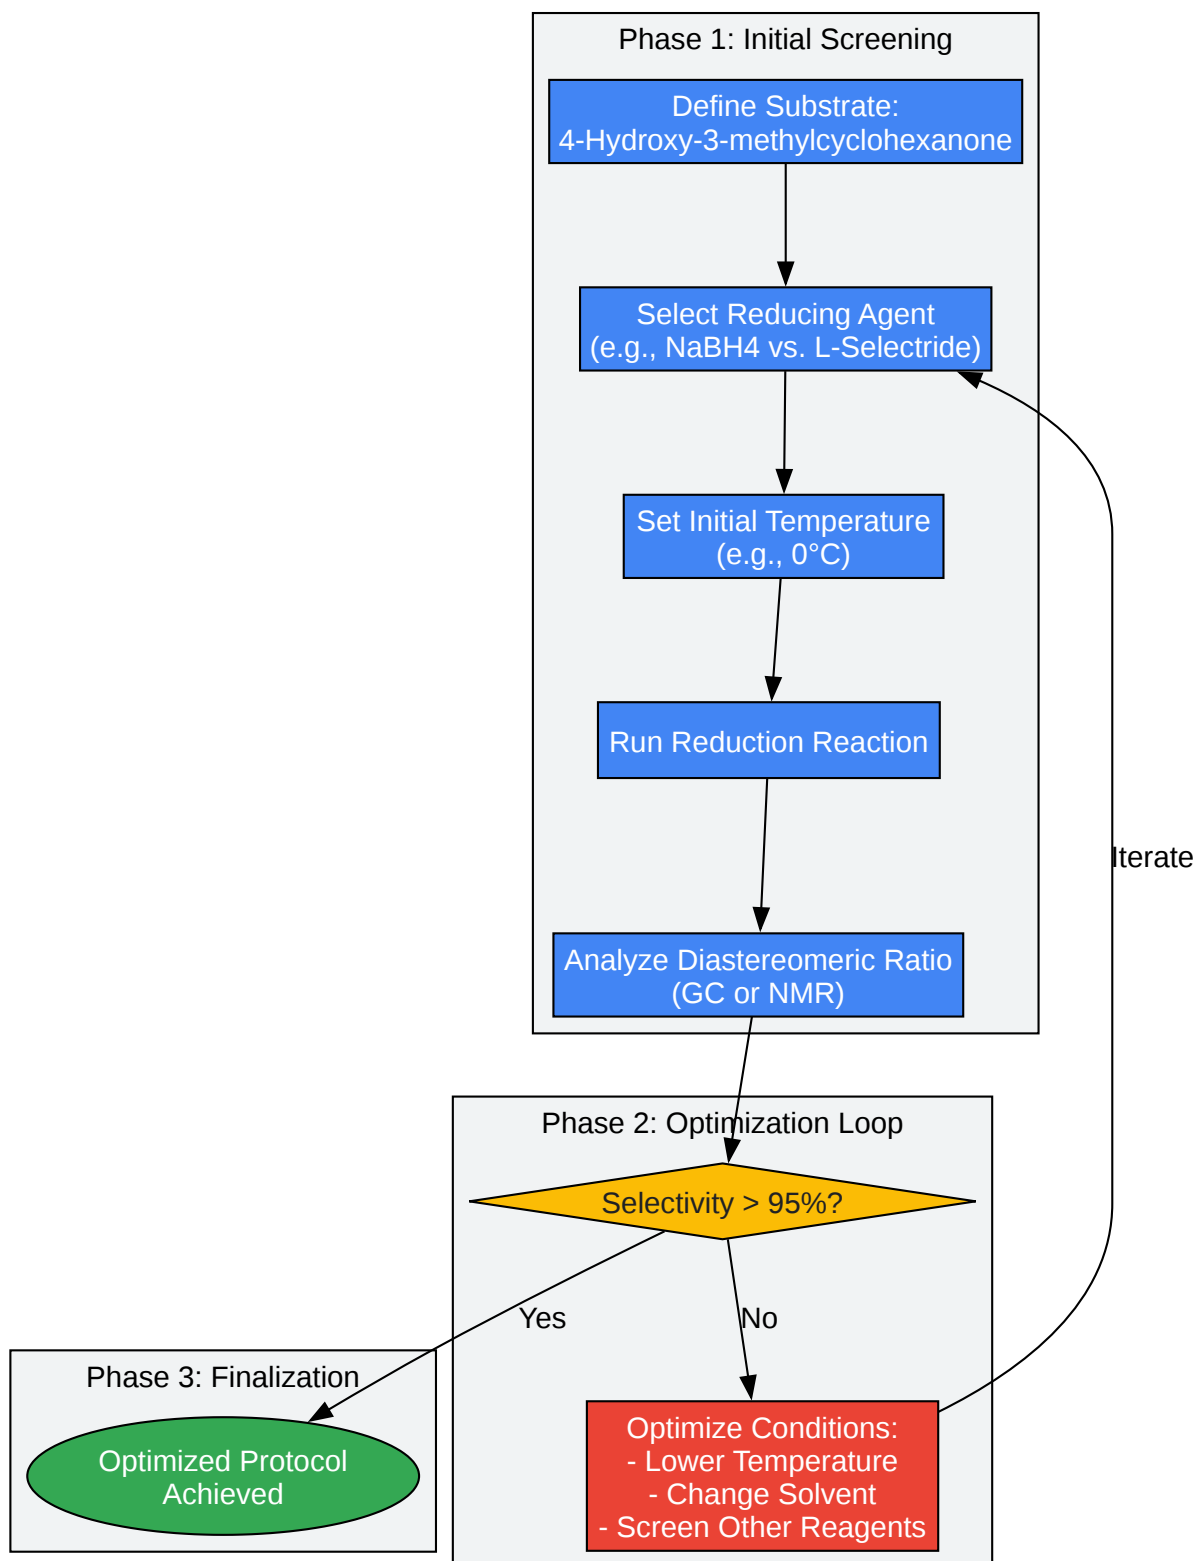 Phase 1: Initial Screening
Define Substrate:
4-Hydroxy-3-methylcyclohexanone
Select Reducing Agent
(e.g., NaBH4 vs. L-Selectride)
Set Initial Temperature
(e.g., 0°C)
Run Reduction Reaction
Iterate
Analyze Diastereomeric Ratio
(GC or NMR)
Phase 2: Optimization Loop
Selectivity > 95%?
Yes
No
Phase 3: Finalization
Optimized Protocol
Achieved
Optimize Conditions:
- Lower Temperature
- Change Solvent
- Screen Other Reagents